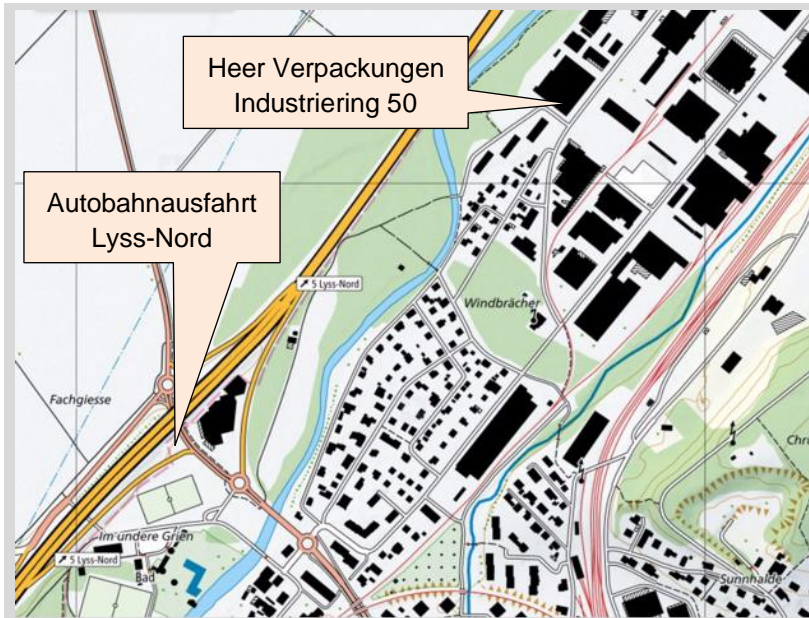 Heer Verpackungen
Industriering 50
Autobahnausfahrt
Lyss-Nord
5 Lyss-Nord
Windbrächer
Fachgiesse
Im undere Grien
5 Lyss-Nord
Bad
Sunnhalde